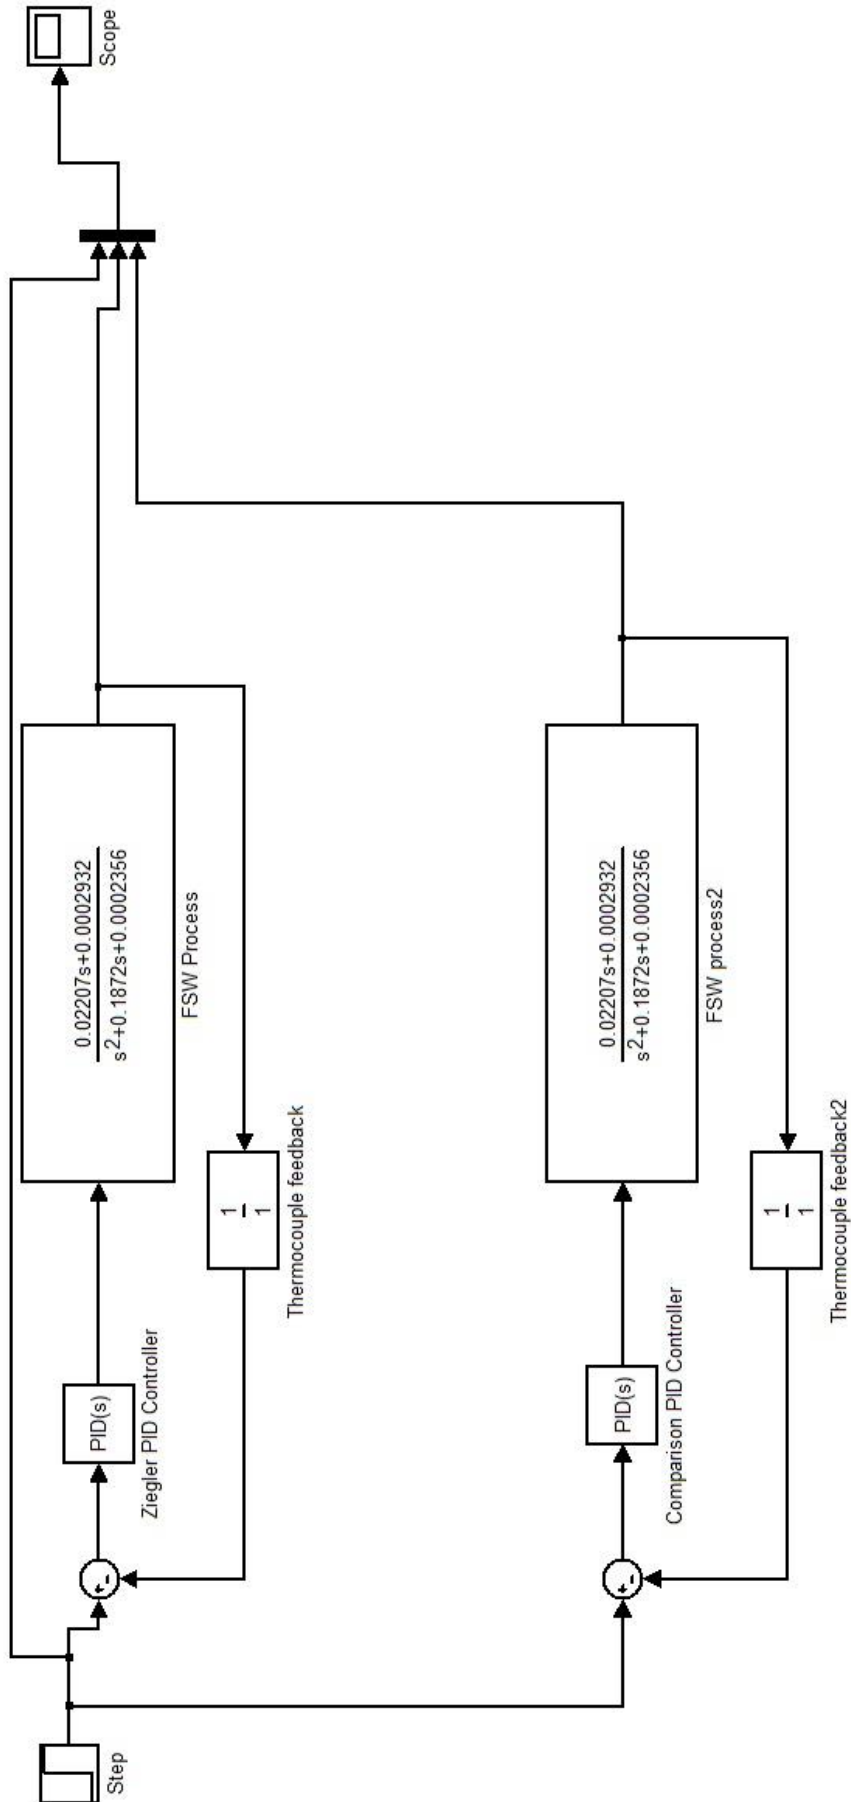 Step
+
-
PID(s)
Ziegler PID Controller
0.02207s+0.0002932
s2+0.1872s+0.0002356
FSW Process
1
1
Thermocouple feedback
Scope
+
-
PID(s)
Comparison PID Controller
0.02207s+0.0002932
s2+0.1872s+0.0002356
FSW process2
1
1
Thermocouple feedback2